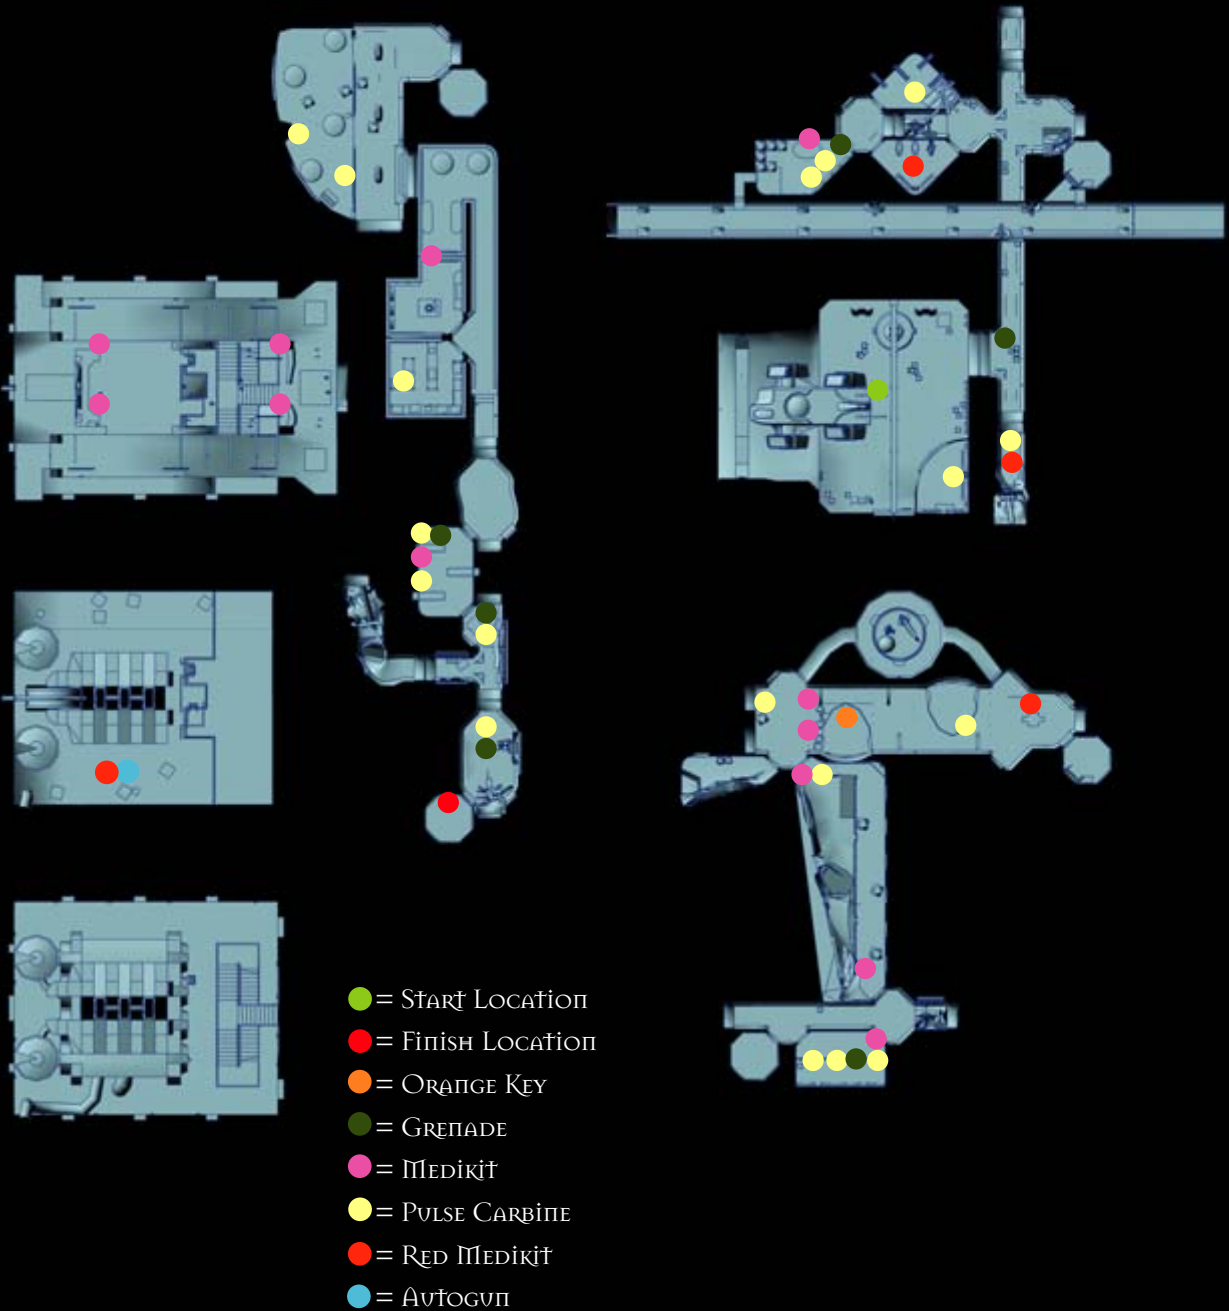 = Start Location
= Finish Location
= Orange Key
= Grenade
= Medikit
= Pulse Carbine
= Red Medikit
= Autogun